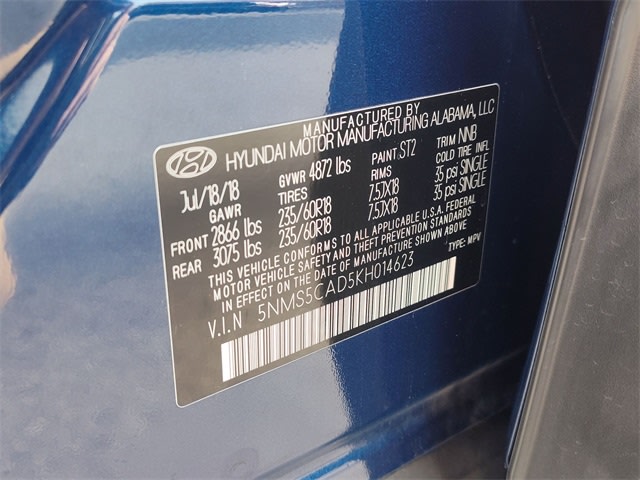 MANUFACTURED BY
HYUNDAI MOTOR MANUFACTURING ALABAMA, LLC
Jul/18/18 GVWR 4872 lbs PAINT ST2 TRIM NNB
GAWR TIRES RIMS COLD TIRE INFL
FRONT 2866 lbs 235/60R18 7.5JX18 35 psi SINGLE
REAR 3075 lbs 235/60R18 7.5JX18 35 psi SINGLE
THIS VEHICLE CONFORMS TO ALL APPLICABLE U.S.A. FEDERAL
MOTOR VEHICLE SAFETY & THEFT PREVENTION STANDARDS
IN EFFECT ON THE DATE OF MANUFACTURE SHOWN ABOVE
TYPE: MPV
V.I.N 5NMS5CAD5KH014623